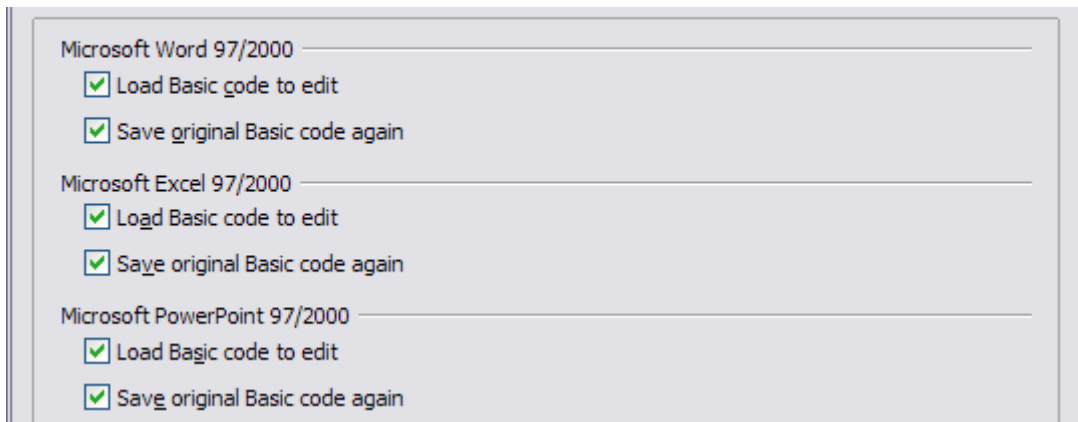 Microsoft Word 97/2000
Load Basic code to edit
Save original Basic code again
Microsoft Excel 97/2000
Load Basic code to edit
Save original Basic code again
Microsoft PowerPoint 97/2000
Load Basic code to edit
Save original Basic code again